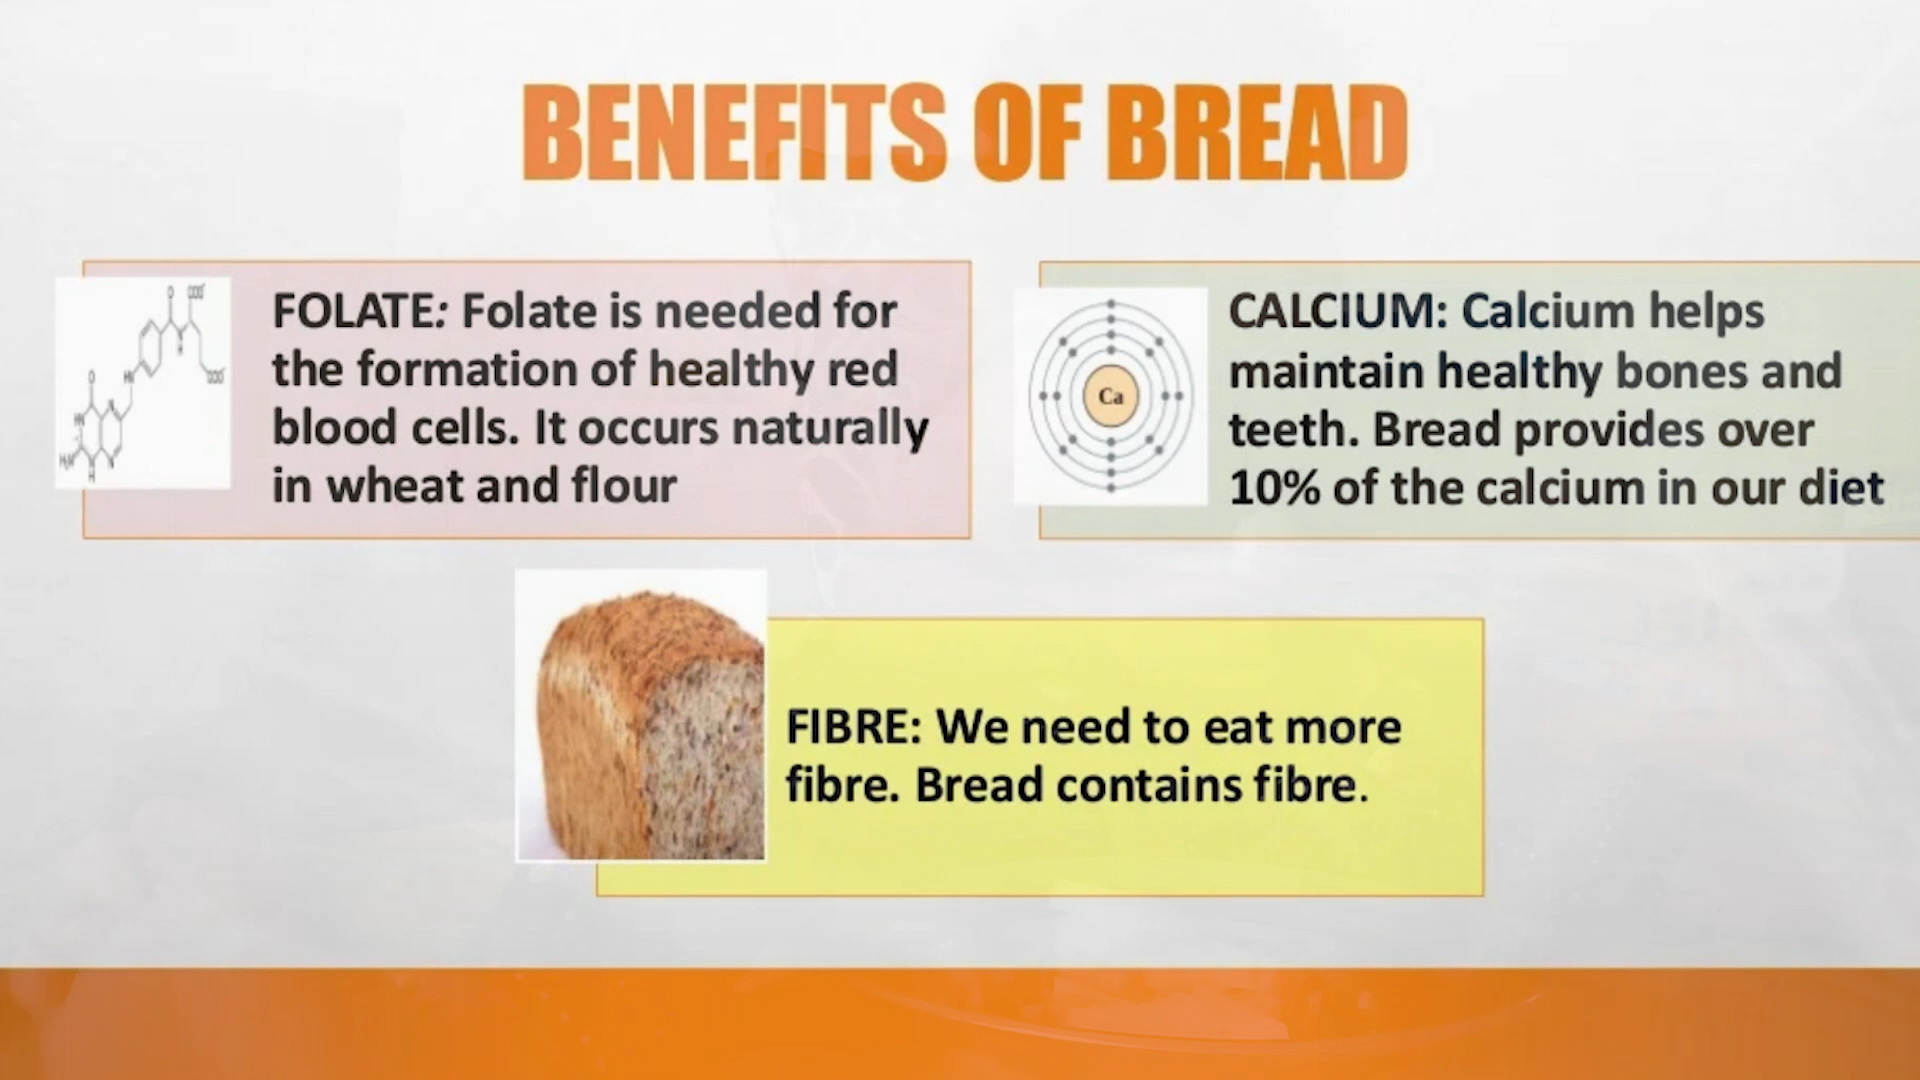 BENEFITS OF BREAD
FOLATE: Folate is needed for
the formation of healthy red
blood cells. It occurs naturally
in wheat and flour
Ca
CALCIUM: Calcium helps
maintain healthy bones and
teeth. Bread provides over
10% of the calcium in our diet
FIBRE: We need to eat more
fibre. Bread contains fibre.